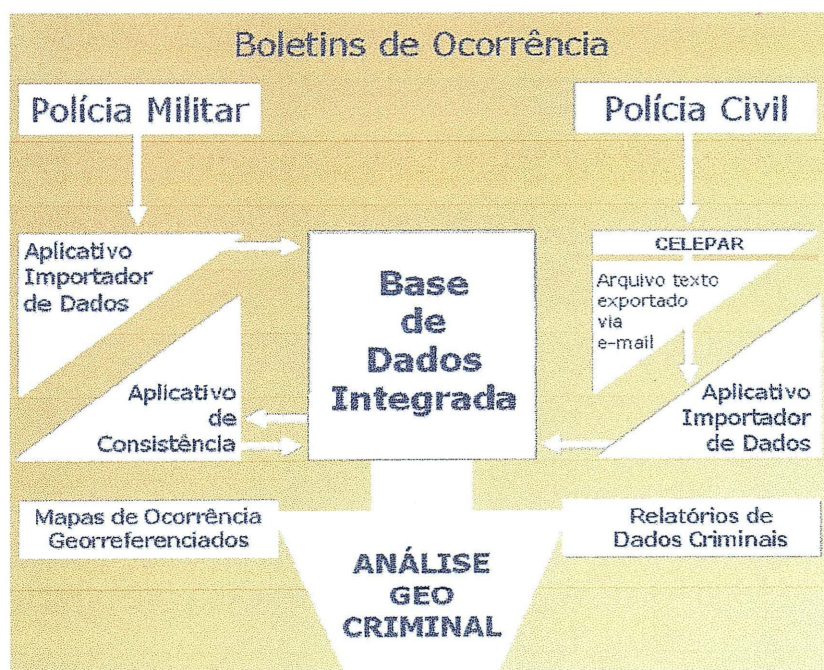 Boletins de Ocorrência
Polícia Militar
Polícia Civil
Aplicativo
Importador
de Dados
Base
de
Dados
Integrada
CELEPAR
Arquivo texto
exportado
via
e-mail
Aplicativo
de
Consistência
Aplicativo
Importador
de Dados
Mapas de Ocorrência
Georreferenciados
Relatórios de
Dados Criminais
ANÁLISE
GEO
CRIMINAL